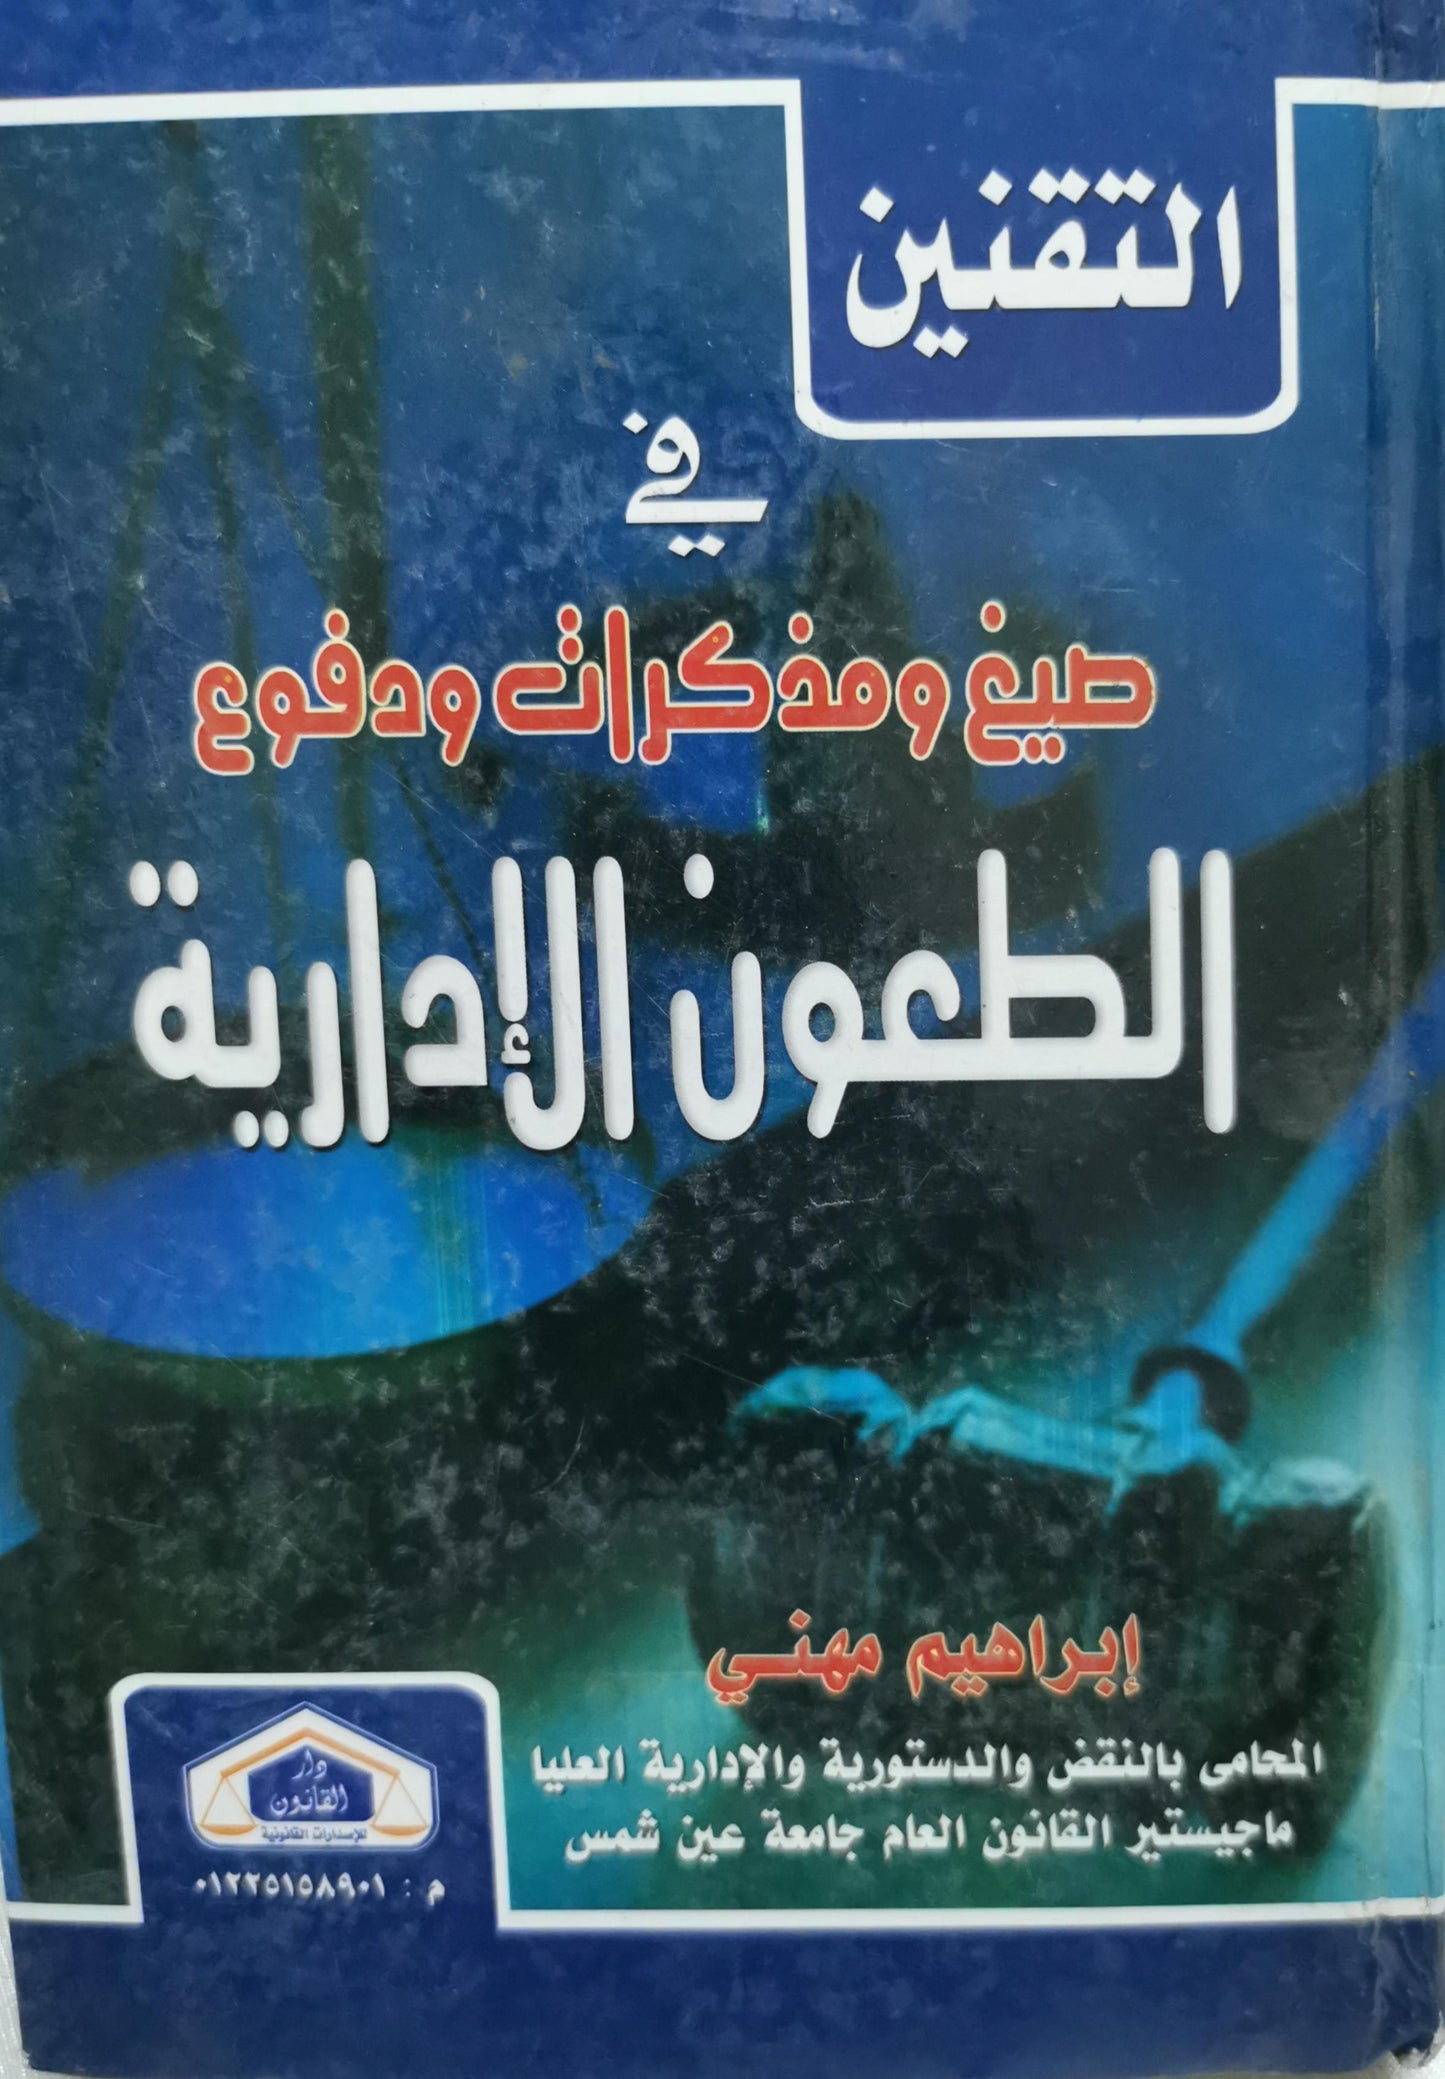 التقنين
في
صيغ ومذكرات ودفوع
الطعون الإدارية
إبراهيم مهني
المحامى بالنقض والدستورية والإدارية العليا
ماجيستير القانون العام جامعة عين شمس
دار
القانون
للإصدارات القانونية
م : ٠١٢٢٥١٥٨٩٠١